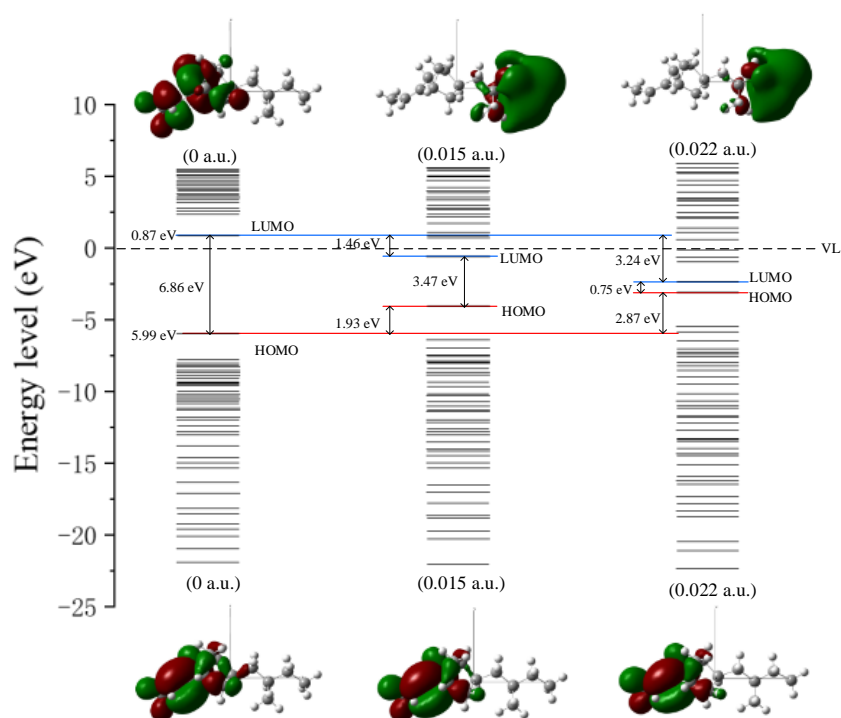 (0 a.u.)
(0.015 a.u.)
(0.022 a.u.)
Energy level (eV)
10
5
0
−5
−10
−15
−20
−25
0.87 eV
LUMO
1.46 eV
3.24 eV
VL
6.86 eV
3.47 eV
LUMO
0.75 eV
LUMO
HOMO
HOMO
5.99 eV
1.93 eV
2.87 eV
HOMO
(0 a.u.)
(0.015 a.u.)
(0.022 a.u.)